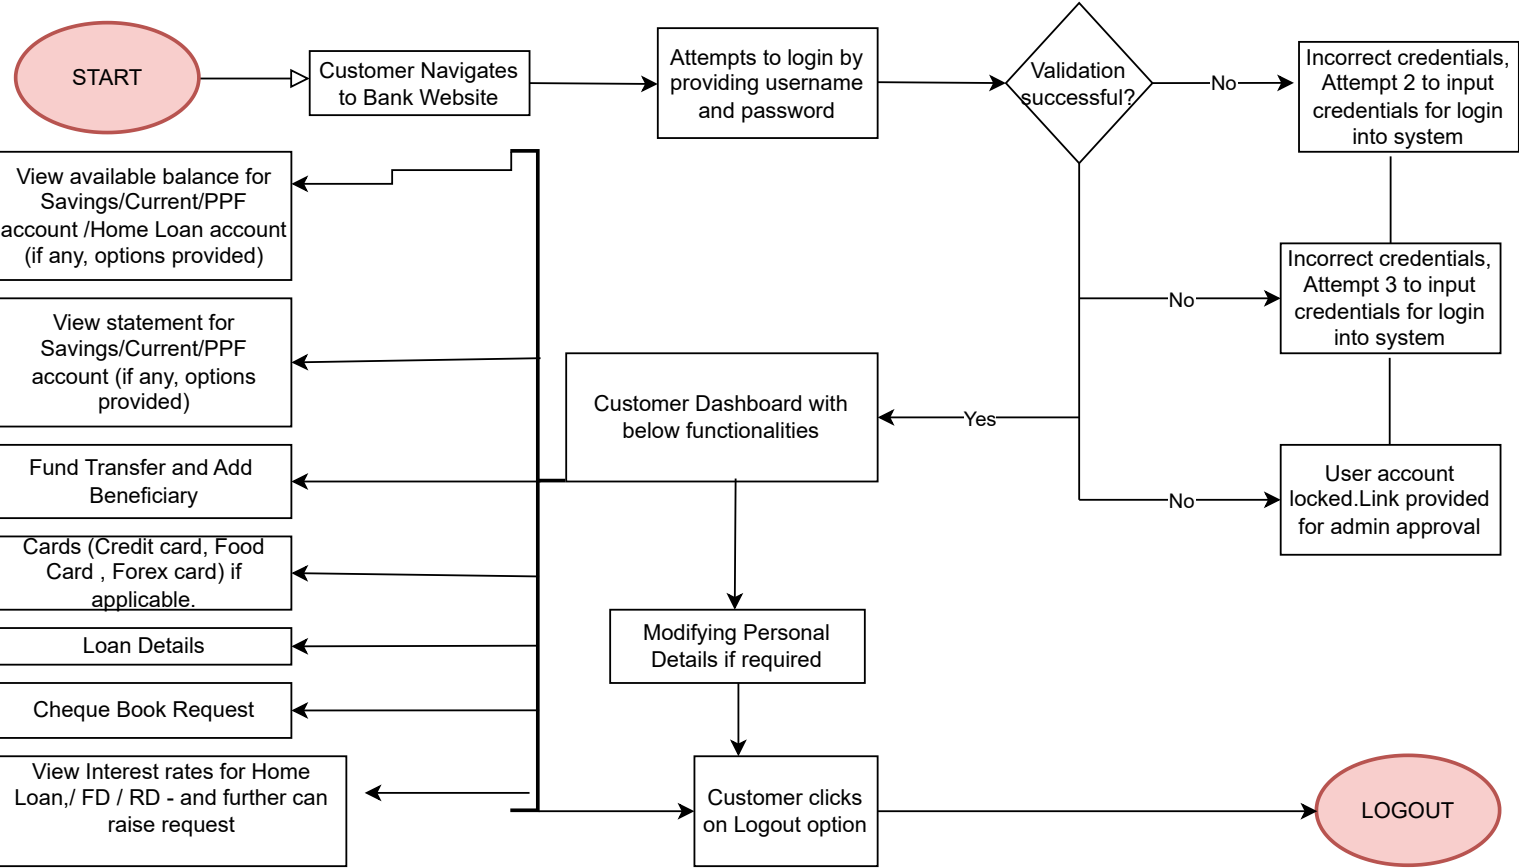 START
Customer Navigates
to Bank Website
Attempts to login by
providing username
and password
Validation
successful?
No
Incorrect credentials,
Attempt 2 to input
credentials for login
into system
View available balance for
Savings/Current/PPF
account /Home Loan account
(if any, options provided)
No
Incorrect credentials,
Attempt 3 to input
credentials for login
into system
View statement for
Savings/Current/PPF
account (if any, options
provided)
Customer Dashboard with
below functionalities
Yes
Fund Transfer and Add
Beneficiary
No
User account
locked.Link provided
for admin approval
Cards (Credit card, Food
Card , Forex card) if
applicable.
Loan Details
Modifying Personal
Details if required
Cheque Book Request
View Interest rates for Home
Loan,/ FD / RD - and further can
raise request
Customer clicks
on Logout option
LOGOUT